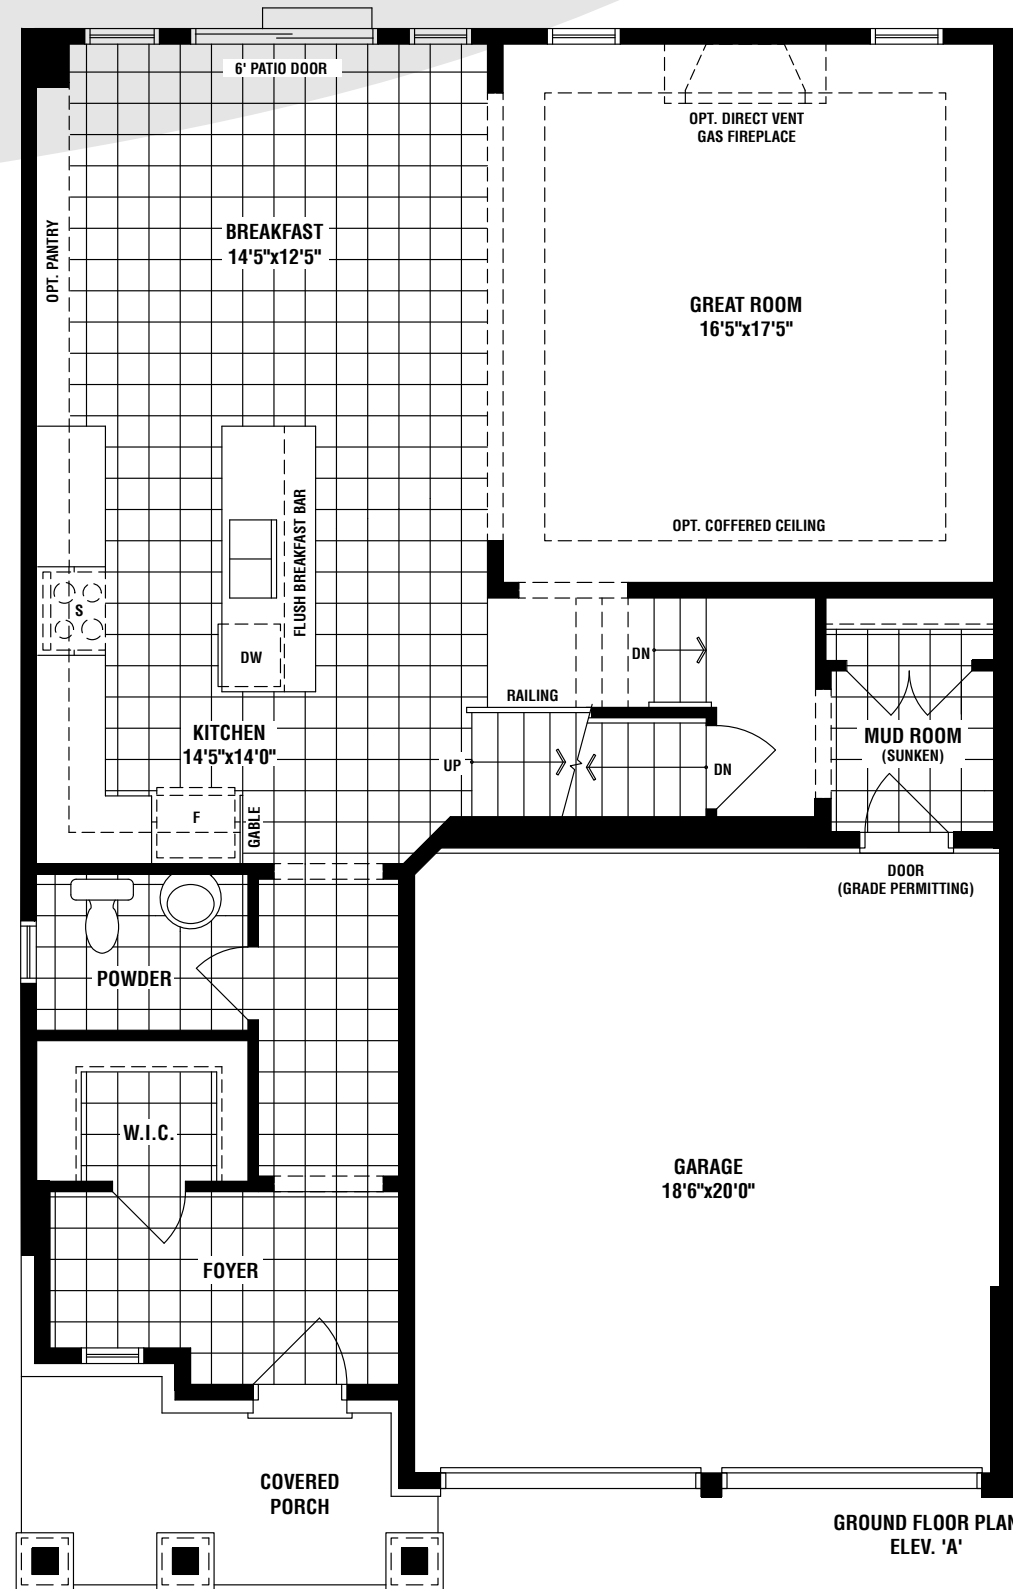 6' PATIO DOOR
OPT. DIRECT VENT
GAS FIREPLACE
OPT. PANTRY
BREAKFAST
14'5"x12'5"
GREAT ROOM
16'5"x17'5"
OPT. COFFERED CEILING
FLUSH BREAKFAST BAR
S
DW
DN
RAILING
KITCHEN
14'5"x14'0"
UP
DN
MUD ROOM
(SUNKEN)
F
GABLE
DOOR
(GRADE PERMITTING)
POWDER
W.I.C.
GARAGE
18'6"x20'0"
FOYER
COVERED
PORCH
GROUND FLOOR PLAN
ELEV. 'A'